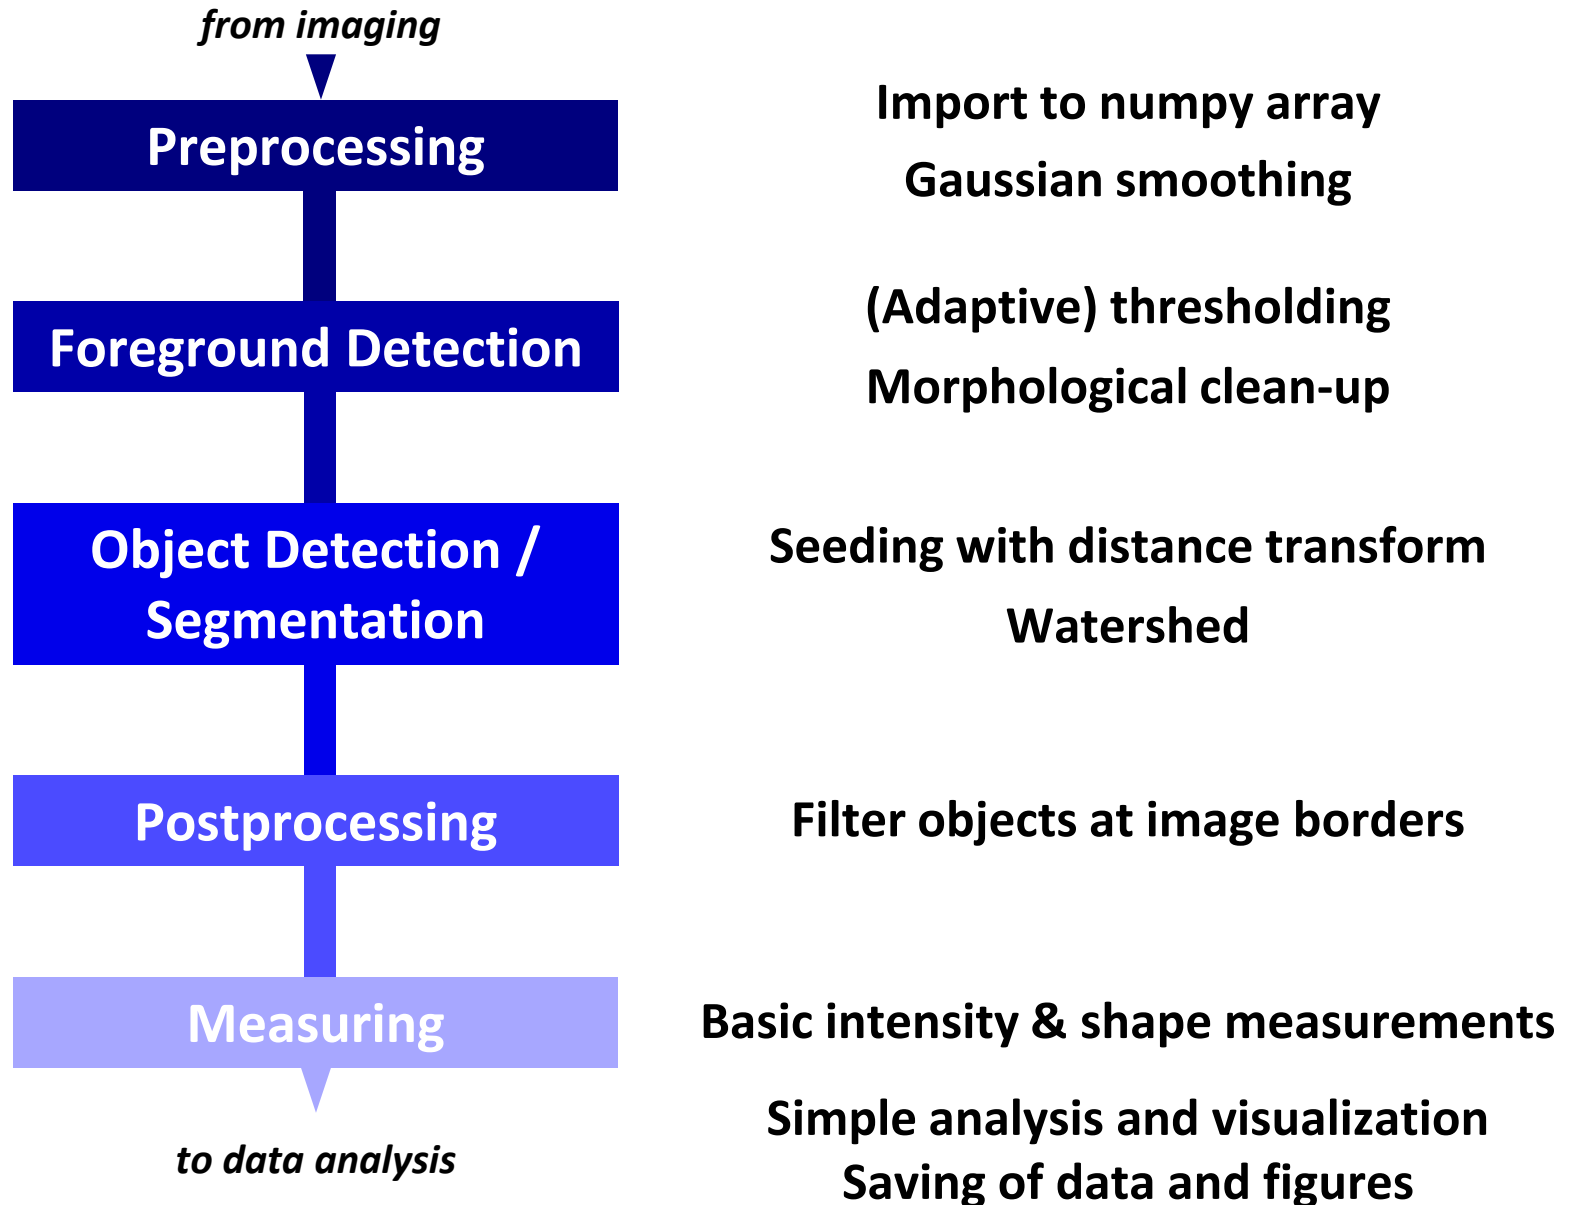 from imaging
Preprocessing
Import to numpy array
Gaussian smoothing
Foreground Detection
(Adaptive) thresholding
Morphological clean-up
Object Detection /
Segmentation
Seeding with distance transform
Watershed
Postprocessing
Filter objects at image borders
Measuring
Basic intensity & shape measurements
to data analysis
Simple analysis and visualization
Saving of data and figures